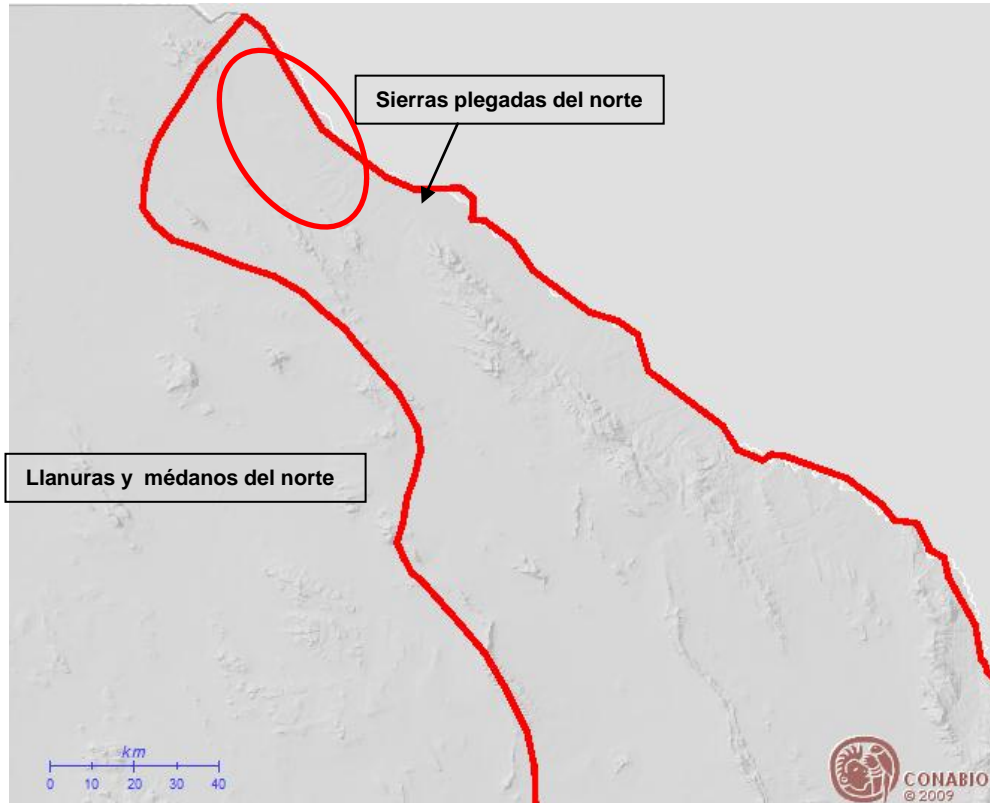 Sierras plegadas del norte
Llanuras y médanos del norte
km
0 10 20 30 40
CONABIO
© 2009